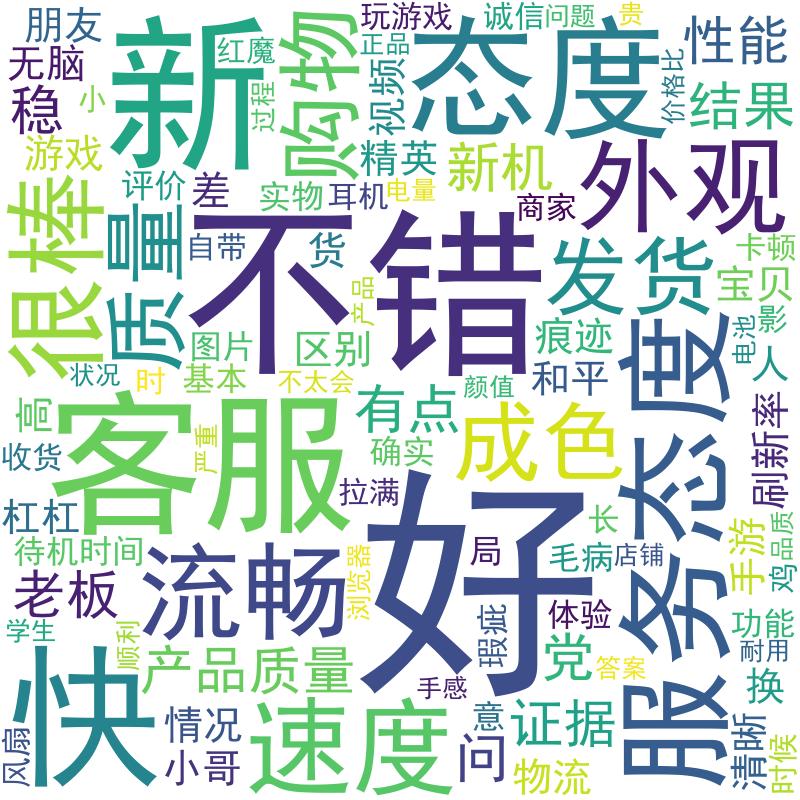 朋友
新
红魔
购物
玩游戏
正品
视频
态度
诚信
问题
贵
价格比
性能
无脑
稳
小
过程
结果
游戏
评价
差
精英
新机
外观
很棒
质量
实物
耳机
电量
商家
自带
货
不错
发货
卡顿
宝贝
产品
图片
区别
痕迹
影
状况
时
基本
不太会
颜值
和平
电池
人
服务态度
高
客服
严重
有点
确实
成色
刷新率
收货
杠杠
拉满
待机时间
好
长
手游
鸡
品质
老板
流畅
浏览器
局
毛病
店铺
瑕疵
体验
功能
学生
顺利
快
产品质量
党
答案
耐用
手感
换
风扇
情况
小哥
速度
意
问
证据
物流
清晰
时候